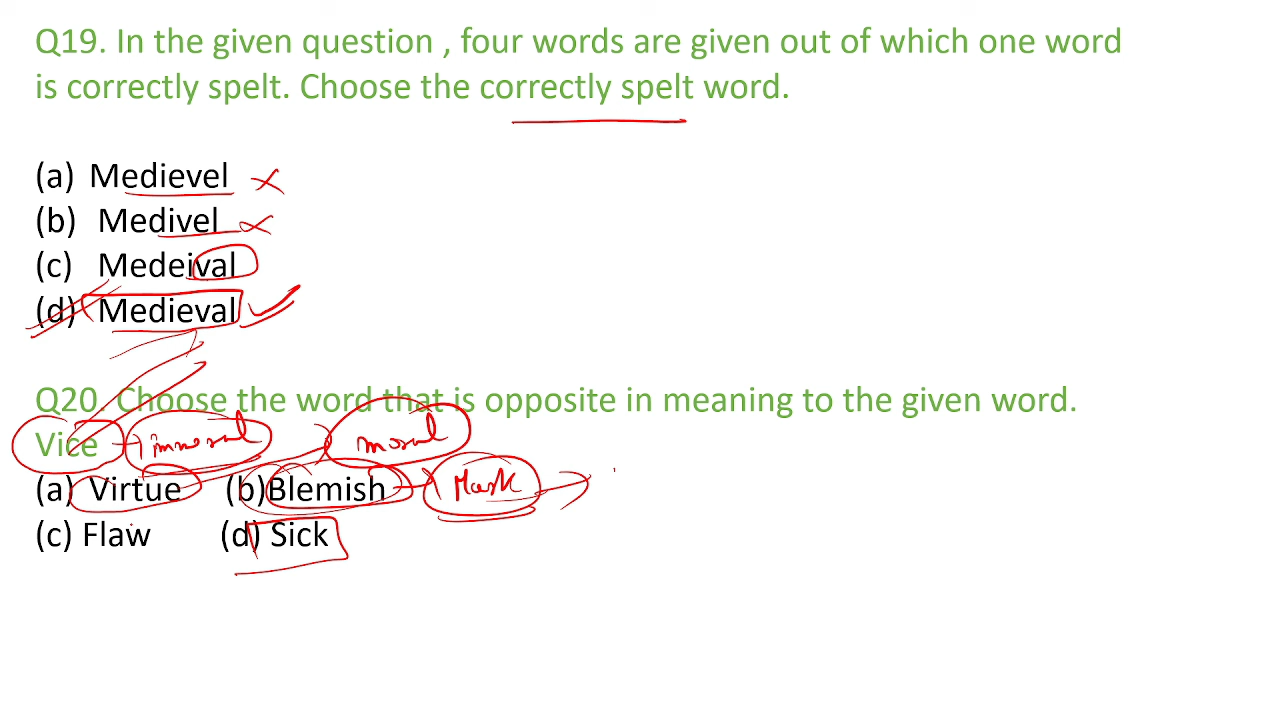 Q19. In the given question , four words are given out of which one word
is correctly spelt. Choose the correctly spelt word.
(a) Medievel
(b) Medivel
(c) Medeival
(d) Medieval
Q20. Choose the word that is opposite in meaning to the given word.
Vice immoral moral
(a) Virtue (b)Blemish Mark
(c) Flaw (d) Sick